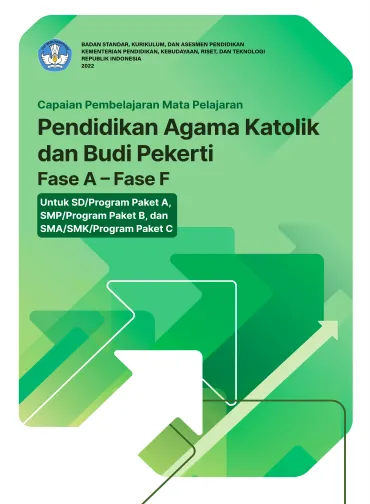 BADAN STANDAR, KURIKULUM, DAN ASESMEN PENDIDIKAN
KEMENTERIAN PENDIDIKAN, KEBUDAYAAN, RISET, DAN TEKNOLOGI
REPUBLIK INDONESIA
2022
Capaian Pembelajaran Mata Pelajaran
Pendidikan Agama Katolik
dan Budi Pekerti
Fase A – Fase F
Untuk SD/Program Paket A,
SMP/Program Paket B, dan
SMA/SMK/Program Paket C